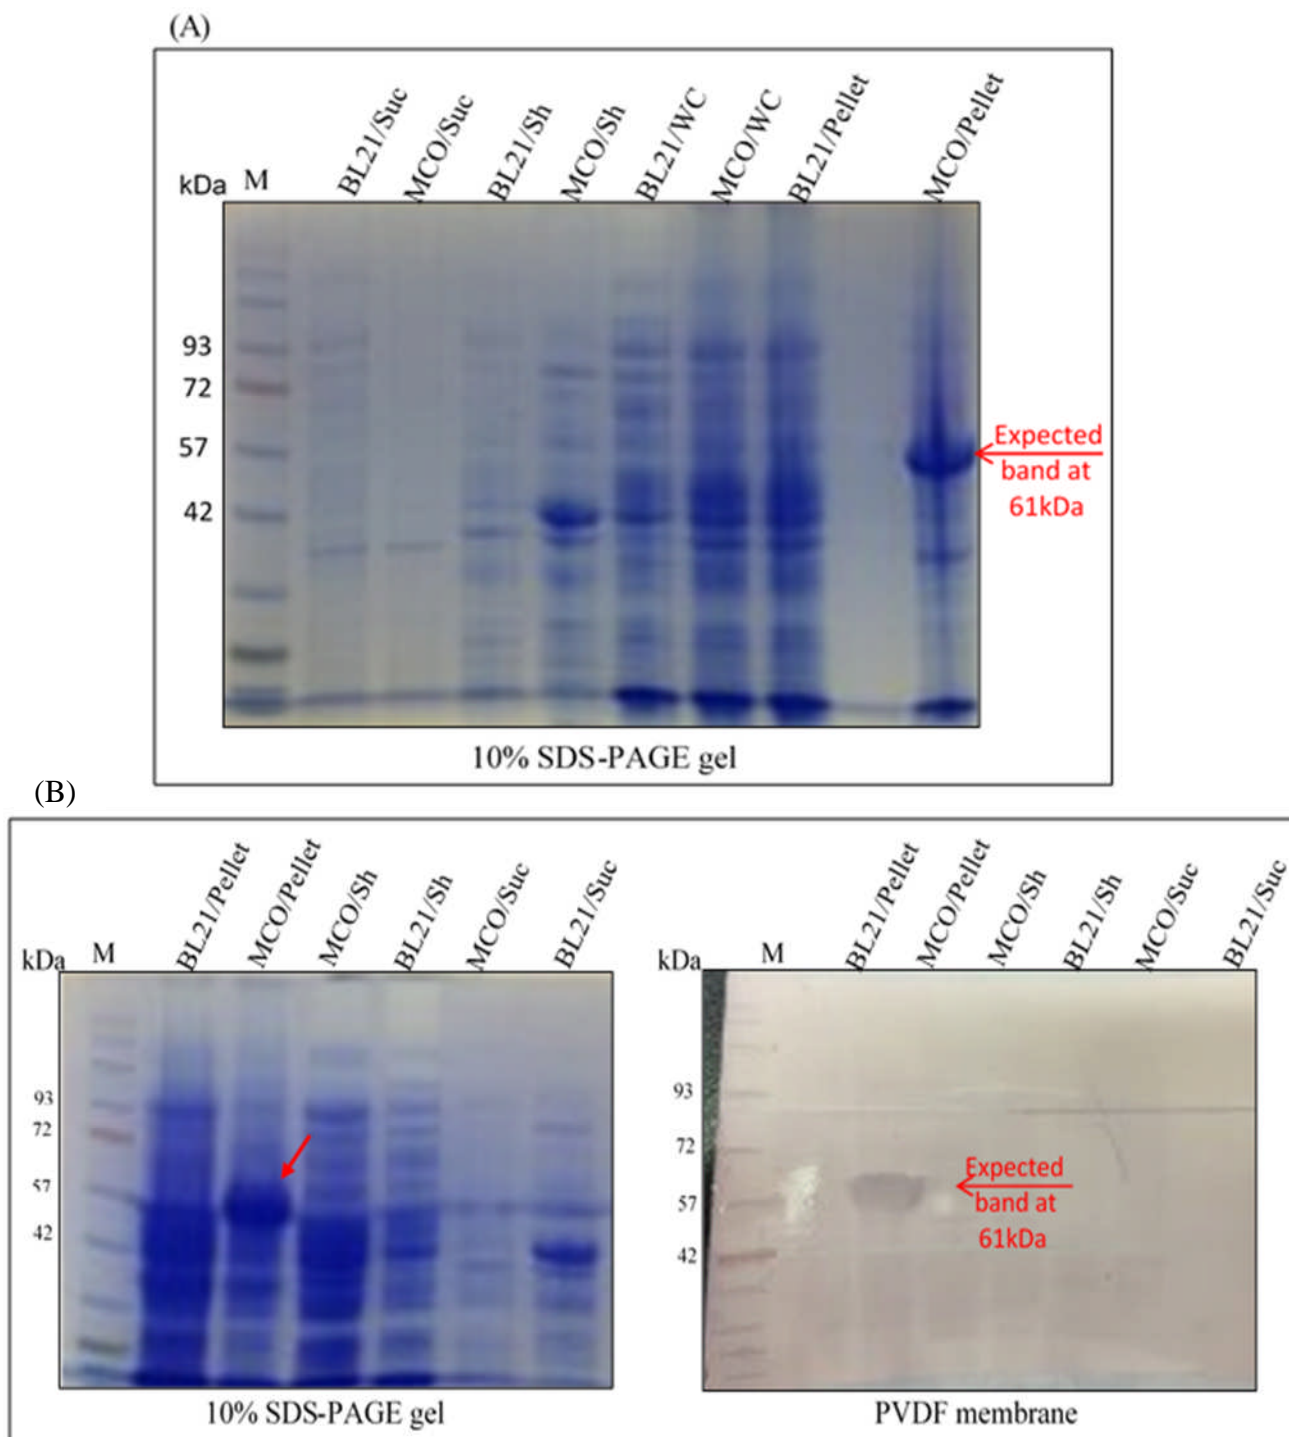 (A)
kDa M BL21/Suc MCO/Suc BL21/Sh MCO/Sh BL21/WC MCO/WC BL21/Pellet MCO/Pellet
93
72
57
42
Expected
band at
61kDa
10% SDS-PAGE gel
(B)
kDa M BL21/Pellet MCO/Pellet MCO/Sh BL21/Sh MCO/Suc BL21/Suc
93
72
57
42
10% SDS-PAGE gel
kDa M BL21/Pellet MCO/Pellet MCO/Sh BL21/Sh MCO/Suc BL21/Suc
93
72
57
42
Expected
band at
61kDa
PVDF membrane